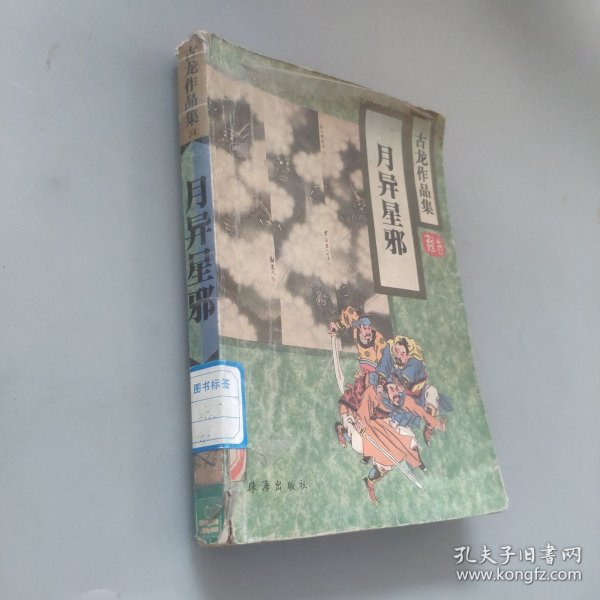 古龙作品集
54
月异星邪
图书标签
古龙作品集
月异星邪
珠海出版社
孔夫子旧书网
www.kongfz.com